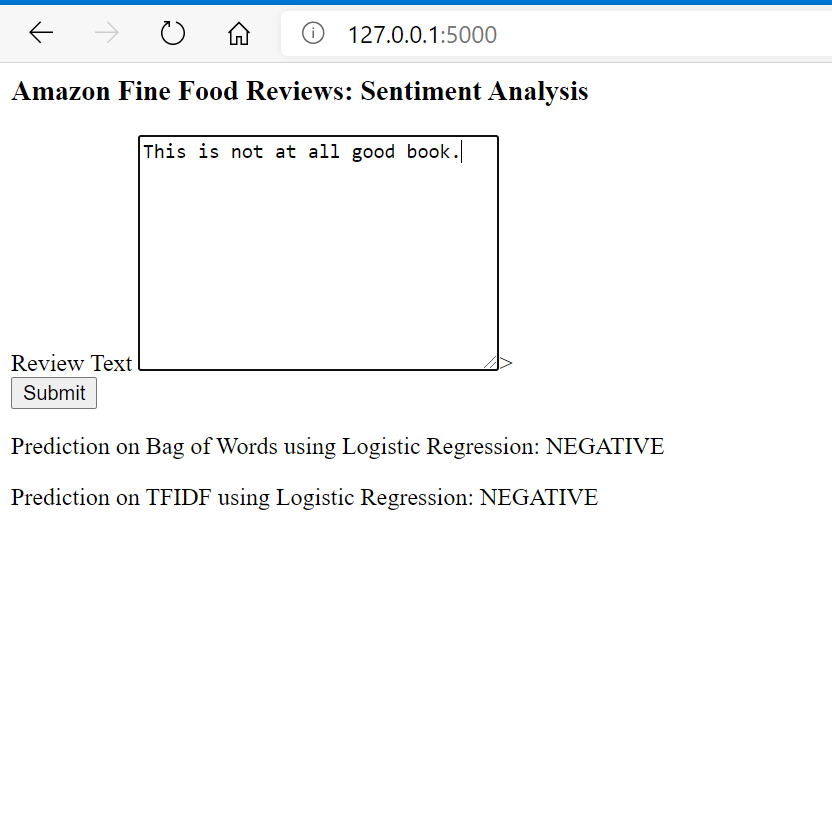 127.0.0.1:5000
Amazon Fine Food Reviews: Sentiment Analysis
This is not at all good book.
Review Text >
Submit
Prediction on Bag of Words using Logistic Regression: NEGATIVE
Prediction on TFIDF using Logistic Regression: NEGATIVE